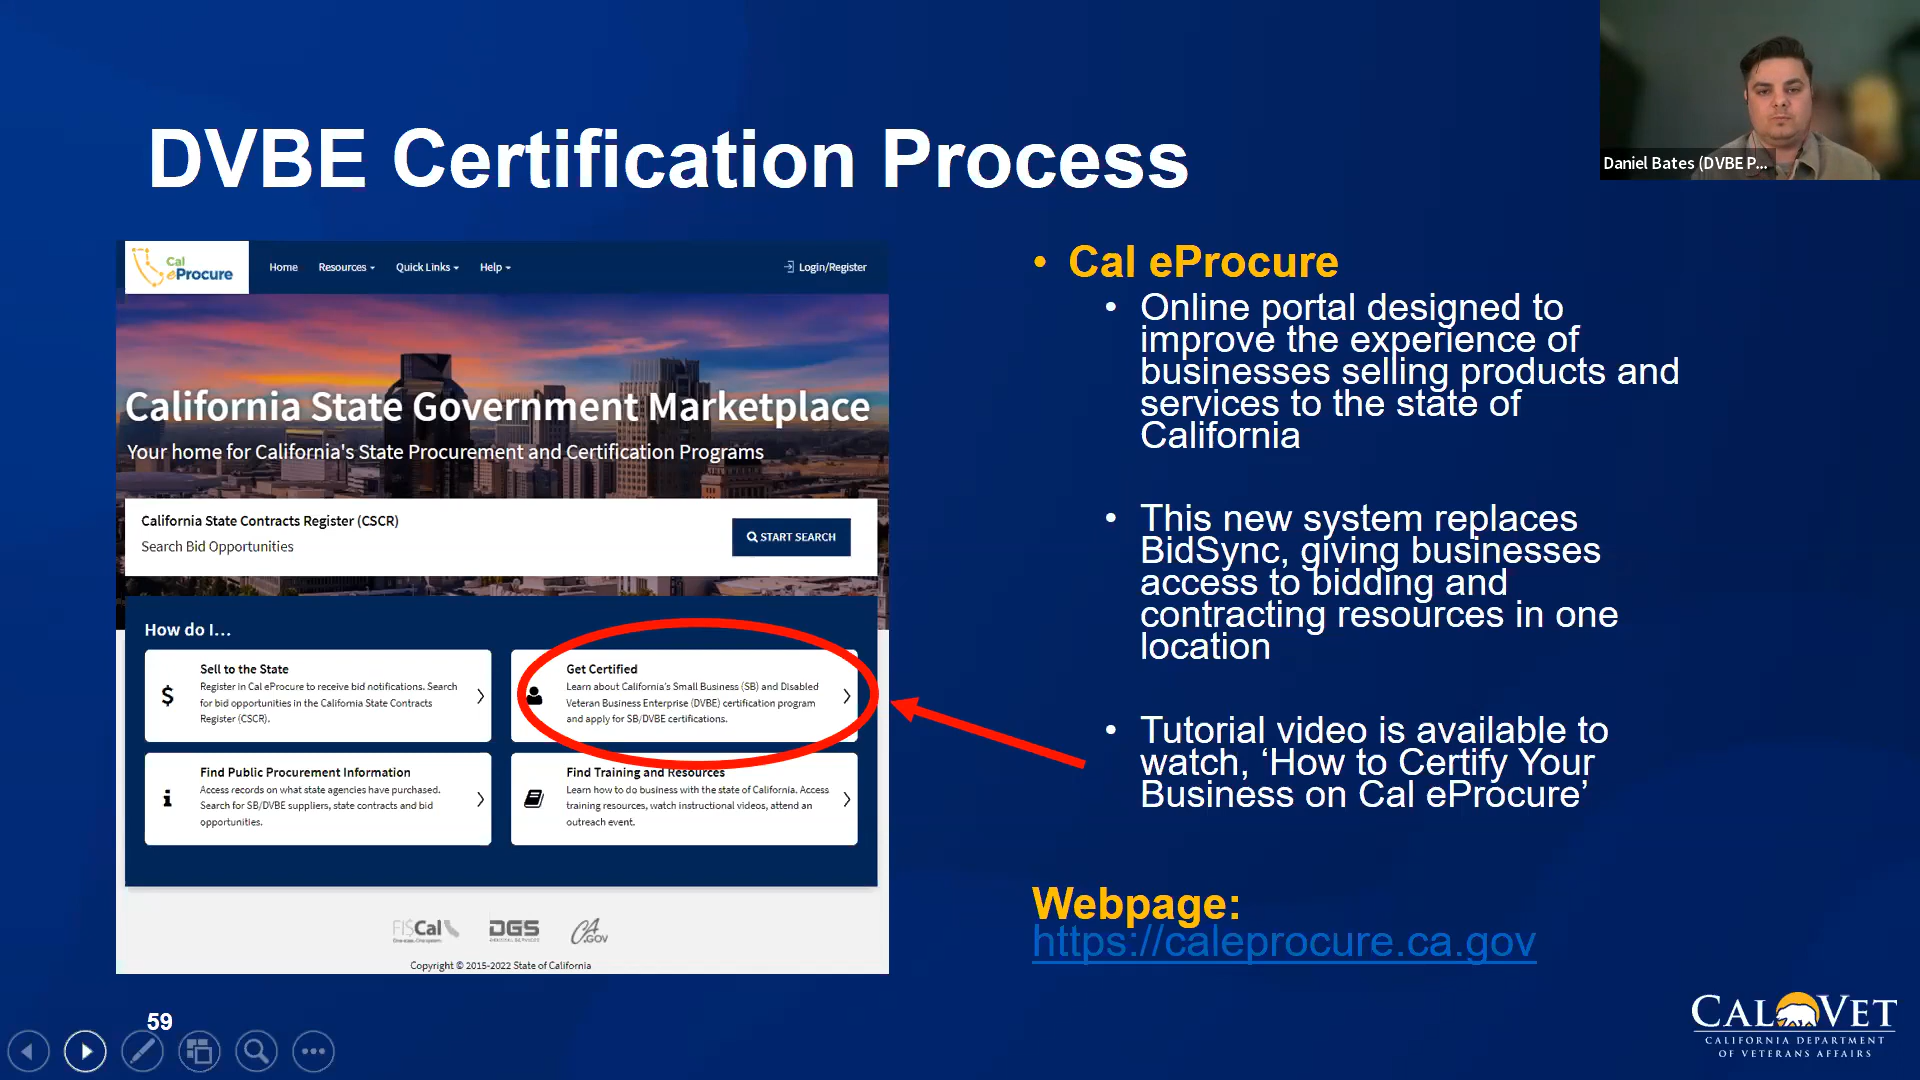 DVBE Certification Process
Daniel Bates (DVBE P...
Cal
eProcure
Home
Resources
Quick Links
Help
Login/Register
California State Government Marketplace
Your home for California's State Procurement and Certification Programs
California State Contracts Register (CSCR)
Search Bid Opportunities
START SEARCH
How do I...
Sell to the State
Register in Cal eProcure to receive bid notifications. Search
for bid opportunities in the California State Contracts
Register (CSCR).
Get Certified
Learn about California's Small Business (SB) and Disabled
Veteran Business Enterprise (DVBE) certification program
and apply for SB/DVBE certifications.
Find Public Procurement Information
Access records on what state agencies have purchased.
Search for SB/DVBE suppliers, state contracts and bid
opportunities.
Find Training and Resources
Learn how to do business with the state of California. Access
training resources, watch instructional videos, attend an
outreach event.
FI$Cal
DGS
CA.GOV
Copyright © 2015-2022 State of California
• Cal eProcure
• Online portal designed to
improve the experience of
businesses selling products and
services to the state of
California
• This new system replaces
BidSync, giving businesses
access to bidding and
contracting resources in one
location
• Tutorial video is available to
watch, ‘How to Certify Your
Business on Cal eProcure’
Webpage:
https://caleprocure.ca.gov
59
CALVET
CALIFORNIA DEPARTMENT
OF VETERANS AFFAIRS